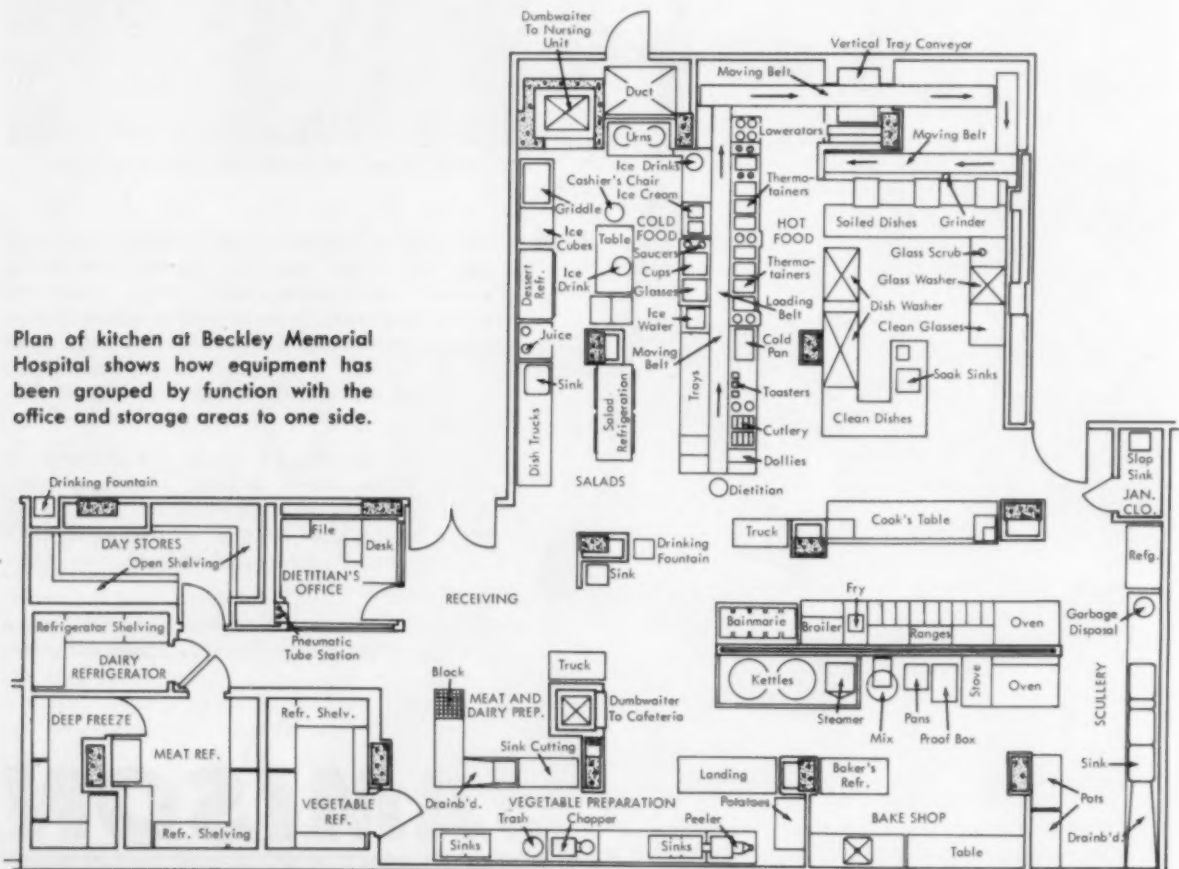 Dumbwaiter
To Nursing
Unit
Vertical Tray Conveyor
Duct
Moving Belt
Urns
Lowerators
Moving Belt
Ice Drinks
Cashier's Chair
Ice Cream
Thermo-
tainers
Griddle
COLD
FOOD
HOT
FOOD
Soiled Dishes
Grinder
Ice
Cubes
Table
Saucers
Cups
Glasses
Thermo-
tainers
Glass Scrub
Glass Washer
Dessert
Refr.
Ice
Drink
Ice
Water
Loading
Belt
Dish Washer
Clean Glasses
Plan of kitchen at Beckley Memorial
Hospital shows how equipment has
been grouped by function with the
office and storage areas to one side.
Juice
Moving
Belt
Cold
Pan
Sink
Trays
Toasters
Soak Sinks
Dish Trucks
Salad
Refrigeration
Cutlery
Clean Dishes
Dollies
SALADS
Dietitian
Slop
Sink
JAN.
CLO.
Drinking Fountain
File
Desk
DAY STORES
Open Shelving
DIETITIAN'S
OFFICE
Truck
Cook's Table
Drinking
Fountain
Sink
Refg.
RECEIVING
Fry
Garbage
Disposal
Refrigerator Shelving
Pneumatic
Tube Station
Bainmarie
Broiler
Ranges
Oven
DAIRY
REFRIGERATOR
Block
Truck
Kettles
Stove
Oven
SCULLERY
MEAT AND
DAIRY PREP.
Dumbwaiter
To Cafeteria
Steamer
Mix
Pans
Proof Box
DEEP FREEZE
MEAT REF.
Refr. Shelv.
Sink Cutting
Landing
Baker's
Refr.
Sink
Pots
Drainb'd.
VEGETABLE PREPARATION
Potatoes
VEGETABLE
REF.
Refr. Shelving
Trash
Chopper
Peeler
BAKE SHOP
Sinks
Sinks
Table
Drainb'd.